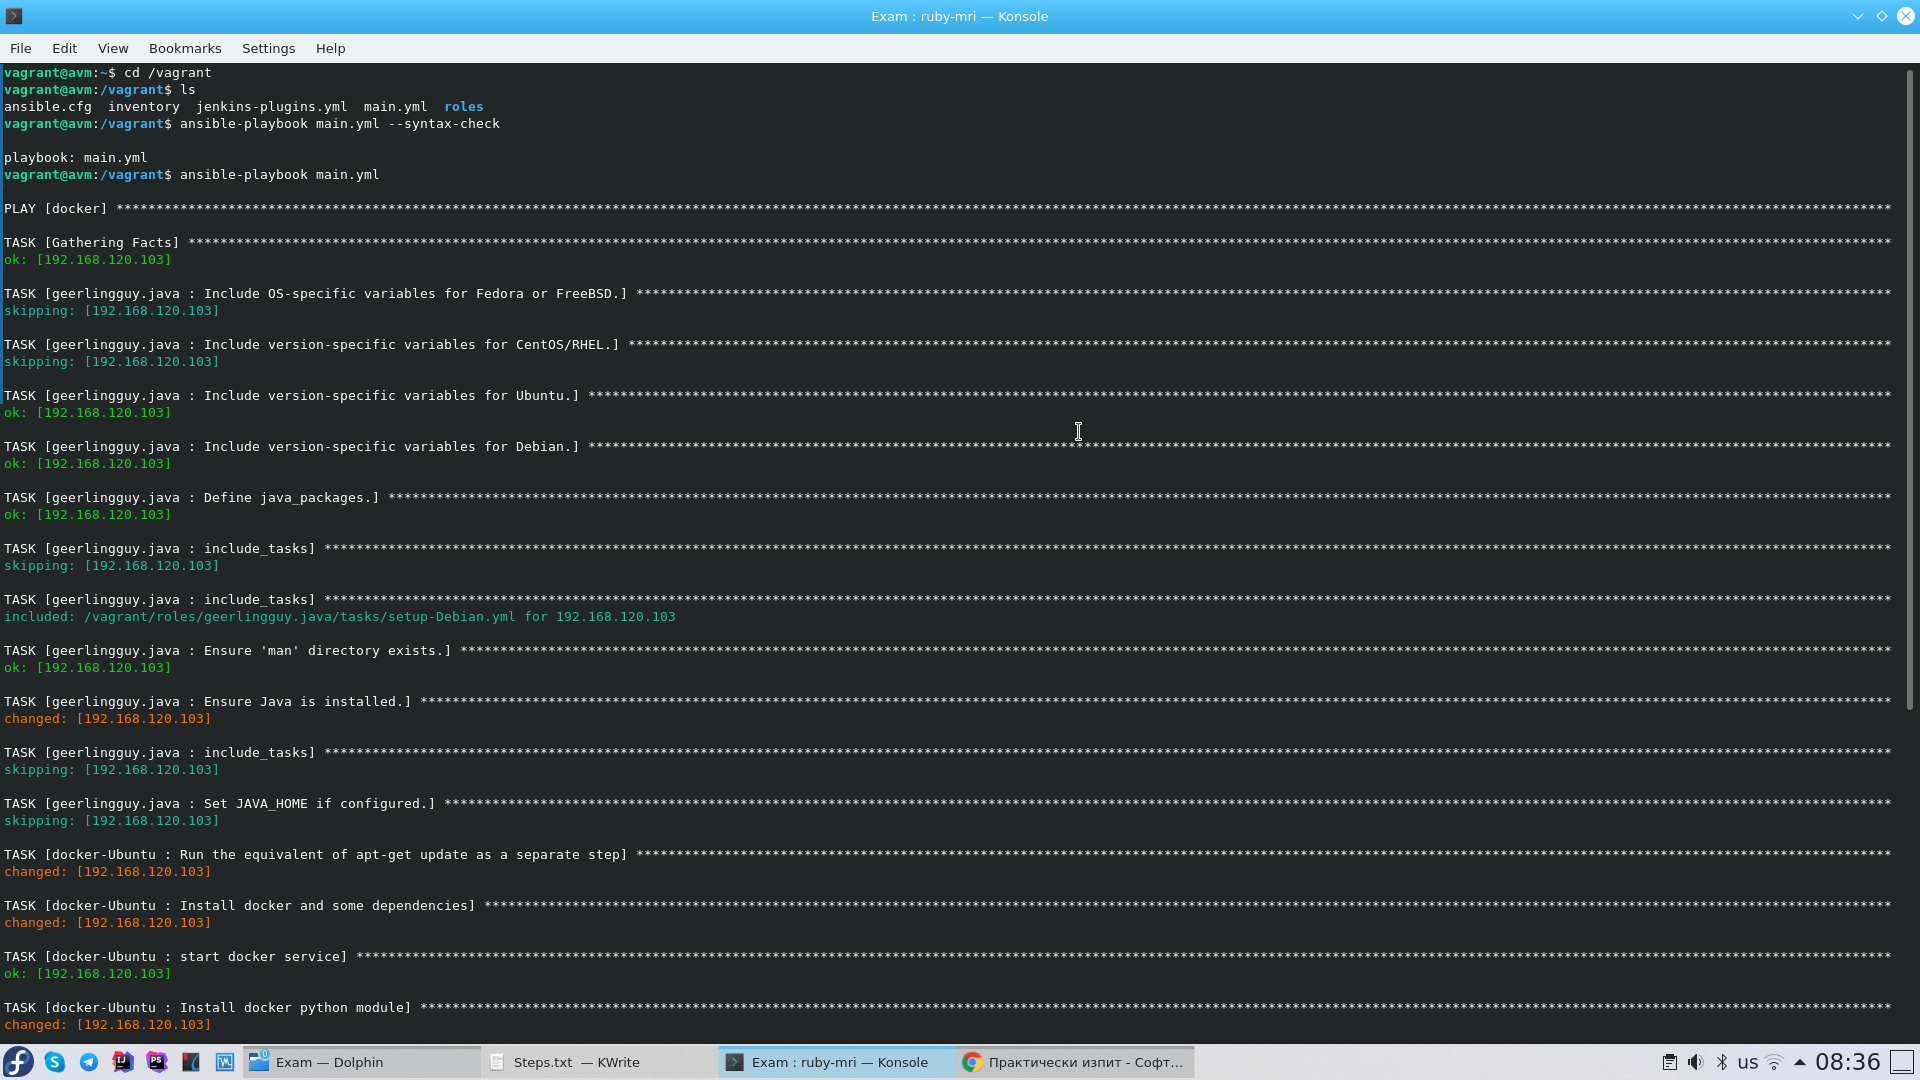 Exam : ruby-mri — Konsole
File Edit View Bookmarks Settings Help
vagrant@avm:~$ cd /vagrant
vagrant@avm:/vagrant$ ls
ansible.cfg  inventory  jenkins-plugins.yml  main.yml  roles
vagrant@avm:/vagrant$ ansible-playbook main.yml --syntax-check
playbook: main.yml
vagrant@avm:/vagrant$ ansible-playbook main.yml
PLAY [docker] ****
TASK [Gathering Facts] ****
ok: [192.168.120.103]
TASK [geerlingguy.java : Include OS-specific variables for Fedora or FreeBSD.] ****
skipping: [192.168.120.103]
TASK [geerlingguy.java : Include version-specific variables for CentOS/RHEL.] ****
skipping: [192.168.120.103]
TASK [geerlingguy.java : Include version-specific variables for Ubuntu.] ****
ok: [192.168.120.103]
TASK [geerlingguy.java : Include version-specific variables for Debian.] ****
ok: [192.168.120.103]
TASK [geerlingguy.java : Define java_packages.] ****
ok: [192.168.120.103]
TASK [geerlingguy.java : include_tasks] ****
skipping: [192.168.120.103]
TASK [geerlingguy.java : include_tasks] ****
included: /vagrant/roles/geerlingguy.java/tasks/setup-Debian.yml for 192.168.120.103
TASK [geerlingguy.java : Ensure 'man' directory exists.] ****
ok: [192.168.120.103]
TASK [geerlingguy.java : Ensure Java is installed.] ****
changed: [192.168.120.103]
TASK [geerlingguy.java : include_tasks] ****
skipping: [192.168.120.103]
TASK [geerlingguy.java : Set JAVA_HOME if configured.] ****
skipping: [192.168.120.103]
TASK [docker-Ubuntu : Run the equivalent of apt-get update as a separate step] ****
changed: [192.168.120.103]
TASK [docker-Ubuntu : Install docker and some dependencies] ****
changed: [192.168.120.103]
TASK [docker-Ubuntu : start docker service] ****
ok: [192.168.120.103]
TASK [docker-Ubuntu : Install docker python module] ****
changed: [192.168.120.103]
Exam — Dolphin Steps.txt — KWrite Exam : ruby-mri — Konsole Практически изпит - Софт... us 08:36